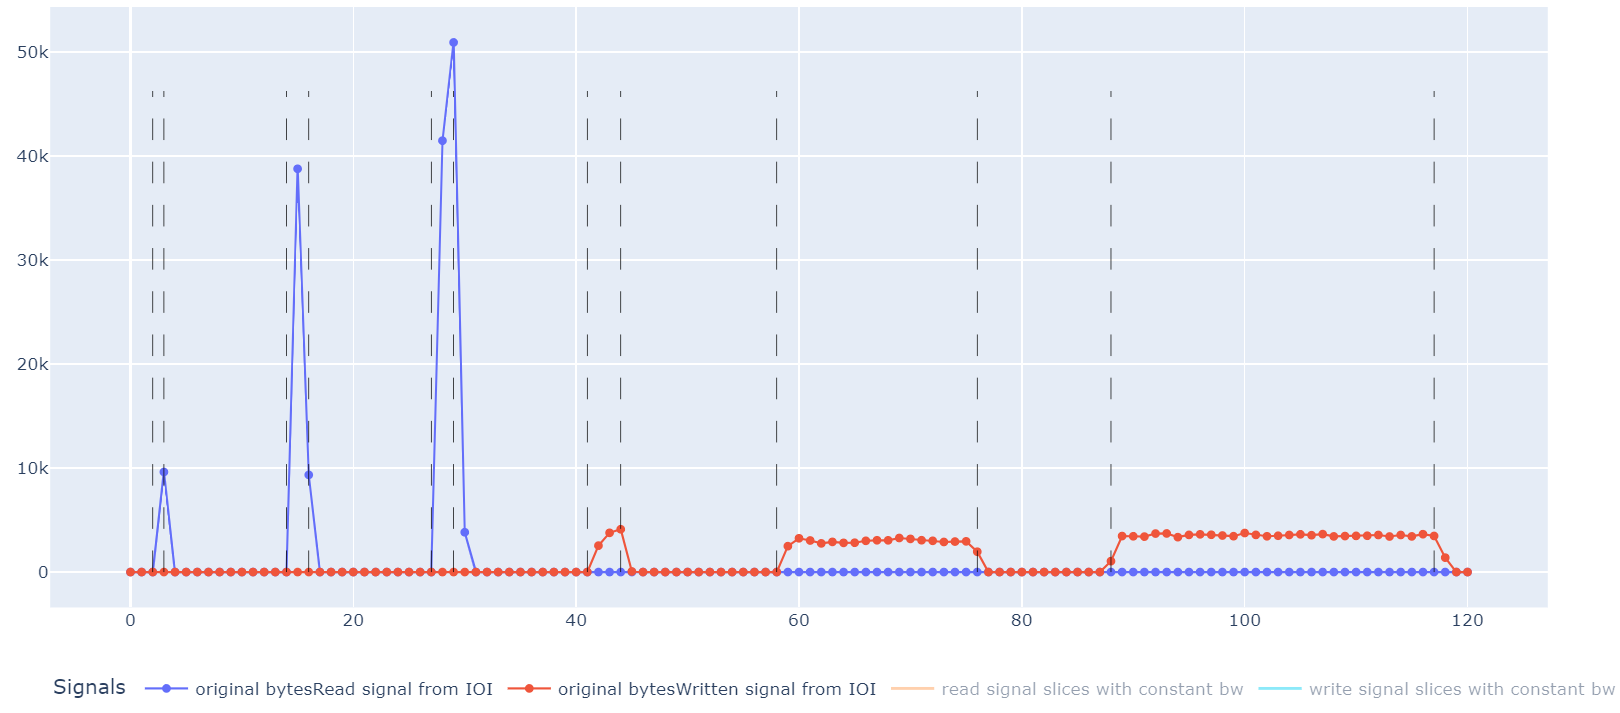 50k
40k
30k
20k
10k
0
0 20 40 60 80 100 120
Signals original bytesRead signal from IOI original bytesWritten signal from IOI read signal slices with constant bw write signal slices with constant bw